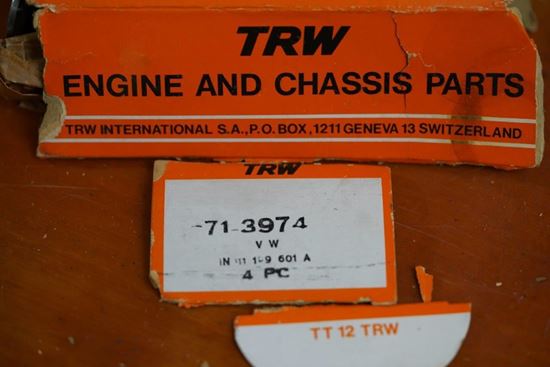 TRW
ENGINE AND CHASSIS PARTS
TRW INTERNATIONAL S.A., P.O. BOX, 1211 GENEVA 13 SWITZERLAND
TRW
-71-3974
V W
601 A
4 PC
TT 12 TRW